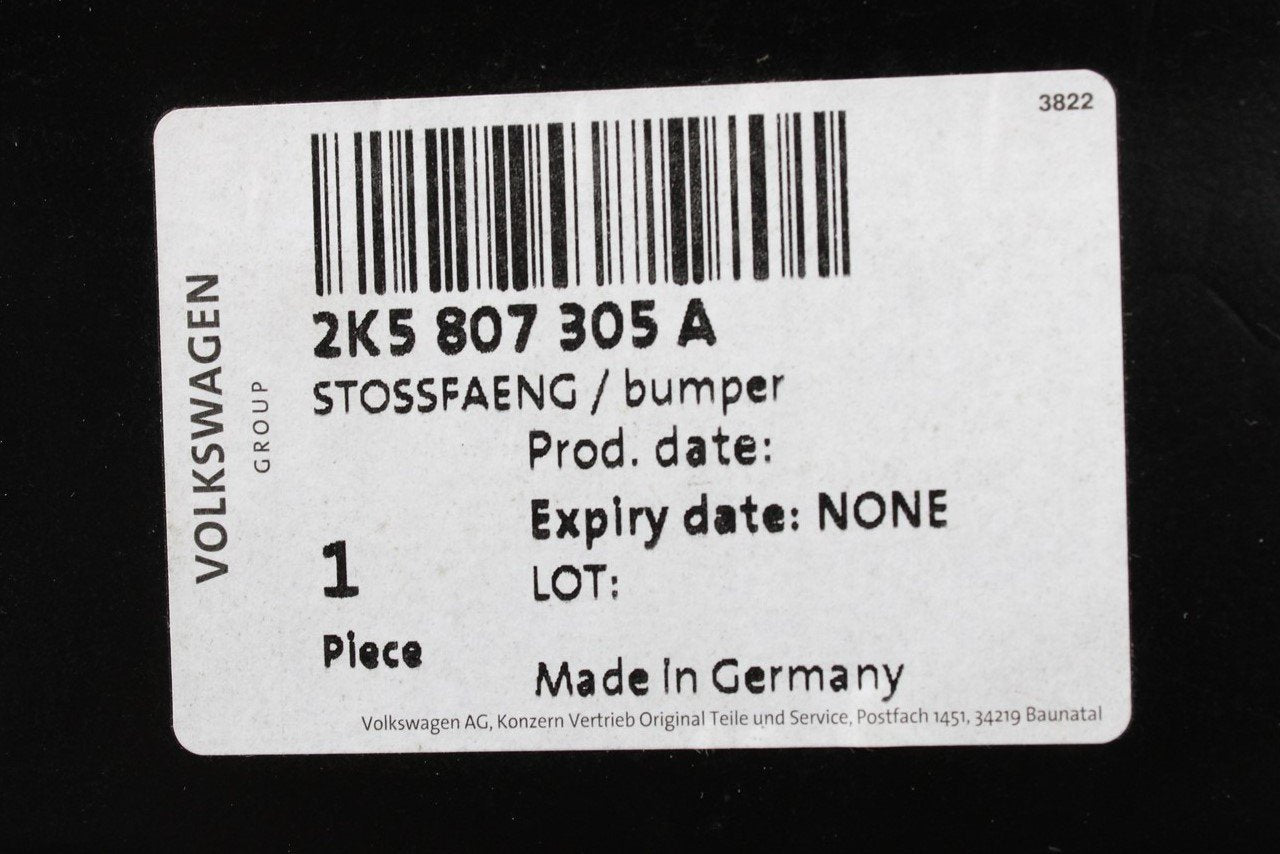 3822
2K5 807 305 A
STOSSFAENG / bumper
Prod. date:
Expiry date: NONE
LOT:
1
Piece
Made in Germany
Volkswagen AG, Konzern Vertrieb Original Teile und Service, Postfach 1451, 34219 Baunatal
VOLKSWAGEN
GROUP